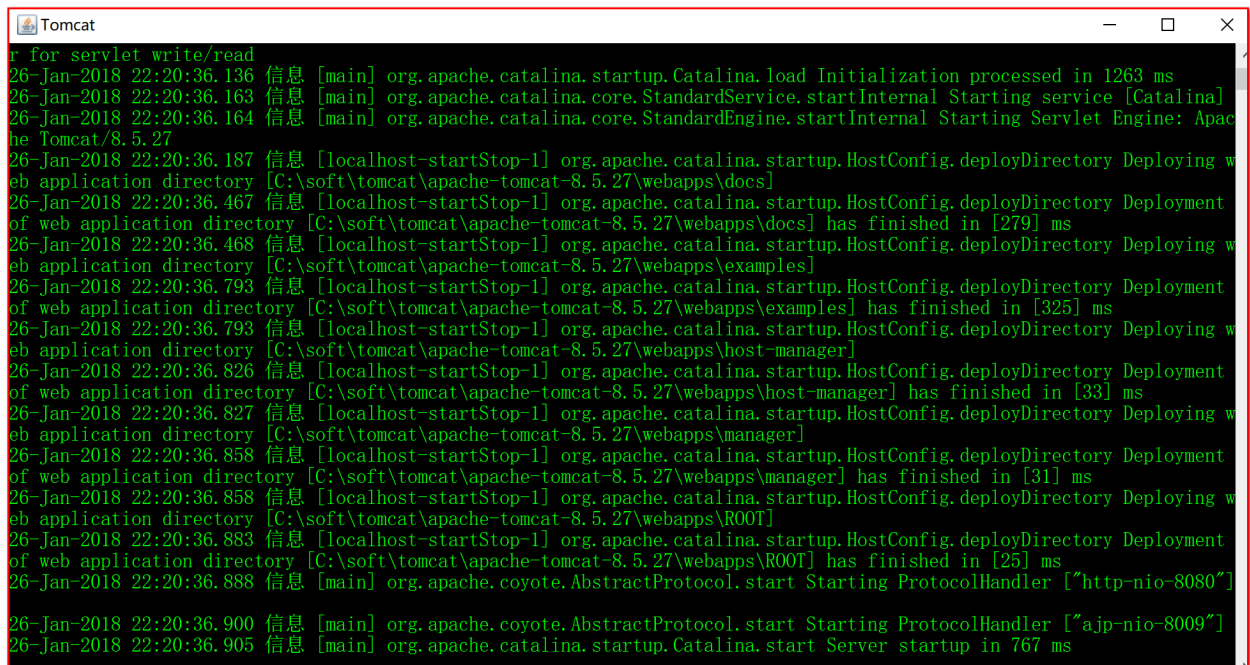 Tomcat
r for servlet write/read
26-Jan-2018 22:20:36.136 信息 [main] org.apache.catalina.startup.Catalina.load Initialization processed in 1263 ms
26-Jan-2018 22:20:36.163 信息 [main] org.apache.catalina.core.StandardService.startInternal Starting service [Catalina]
26-Jan-2018 22:20:36.164 信息 [main] org.apache.catalina.core.StandardEngine.startInternal Starting Servlet Engine: Apac
he Tomcat/8.5.27
26-Jan-2018 22:20:36.187 信息 [localhost-startStop-1] org.apache.catalina.startup.HostConfig.deployDirectory Deploying w
eb application directory [C:\soft\tomcat\apache-tomcat-8.5.27\webapps\docs]
26-Jan-2018 22:20:36.467 信息 [localhost-startStop-1] org.apache.catalina.startup.HostConfig.deployDirectory Deployment
of web application directory [C:\soft\tomcat\apache-tomcat-8.5.27\webapps\docs] has finished in [279] ms
26-Jan-2018 22:20:36.468 信息 [localhost-startStop-1] org.apache.catalina.startup.HostConfig.deployDirectory Deploying w
eb application directory [C:\soft\tomcat\apache-tomcat-8.5.27\webapps\examples]
26-Jan-2018 22:20:36.793 信息 [localhost-startStop-1] org.apache.catalina.startup.HostConfig.deployDirectory Deployment
of web application directory [C:\soft\tomcat\apache-tomcat-8.5.27\webapps\examples] has finished in [325] ms
26-Jan-2018 22:20:36.793 信息 [localhost-startStop-1] org.apache.catalina.startup.HostConfig.deployDirectory Deploying w
eb application directory [C:\soft\tomcat\apache-tomcat-8.5.27\webapps\host-manager]
26-Jan-2018 22:20:36.826 信息 [localhost-startStop-1] org.apache.catalina.startup.HostConfig.deployDirectory Deployment
of web application directory [C:\soft\tomcat\apache-tomcat-8.5.27\webapps\host-manager] has finished in [33] ms
26-Jan-2018 22:20:36.827 信息 [localhost-startStop-1] org.apache.catalina.startup.HostConfig.deployDirectory Deploying w
eb application directory [C:\soft\tomcat\apache-tomcat-8.5.27\webapps\manager]
26-Jan-2018 22:20:36.858 信息 [localhost-startStop-1] org.apache.catalina.startup.HostConfig.deployDirectory Deployment
of web application directory [C:\soft\tomcat\apache-tomcat-8.5.27\webapps\manager] has finished in [31] ms
26-Jan-2018 22:20:36.858 信息 [localhost-startStop-1] org.apache.catalina.startup.HostConfig.deployDirectory Deploying w
eb application directory [C:\soft\tomcat\apache-tomcat-8.5.27\webapps\ROOT]
26-Jan-2018 22:20:36.883 信息 [localhost-startStop-1] org.apache.catalina.startup.HostConfig.deployDirectory Deployment
of web application directory [C:\soft\tomcat\apache-tomcat-8.5.27\webapps\ROOT] has finished in [25] ms
26-Jan-2018 22:20:36.888 信息 [main] org.apache.coyote.AbstractProtocol.start Starting ProtocolHandler ["http-nio-8080"]
26-Jan-2018 22:20:36.900 信息 [main] org.apache.coyote.AbstractProtocol.start Starting ProtocolHandler ["ajp-nio-8009"]
26-Jan-2018 22:20:36.905 信息 [main] org.apache.catalina.startup.Catalina.start Server startup in 767 ms